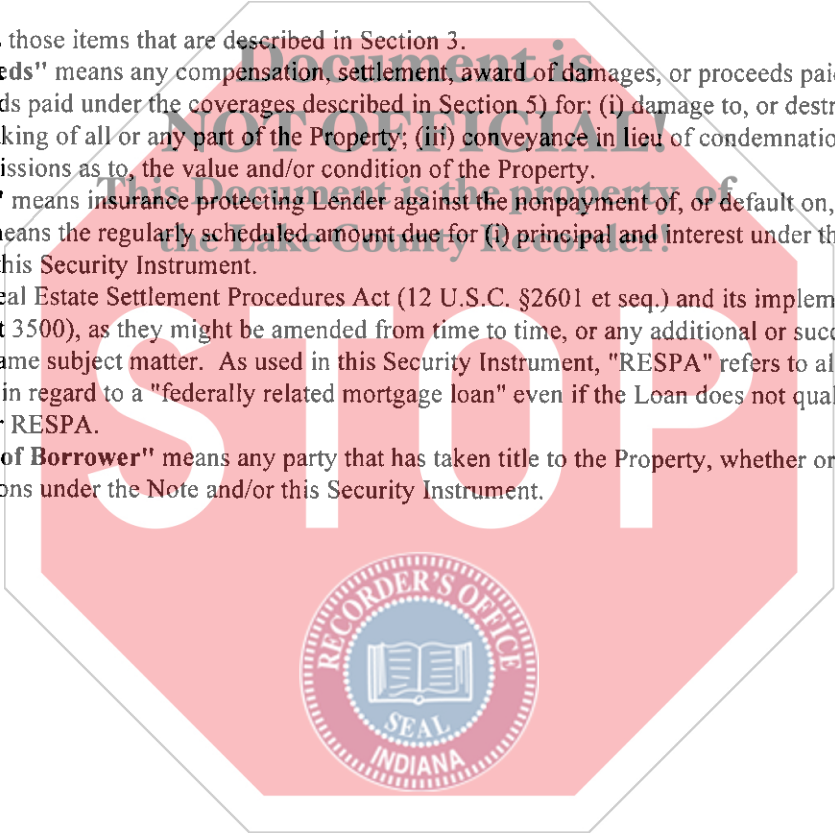 those items that are described in Section 3.
eds" means any compensation, settlement, award of damages, or proceeds paid
ds paid under the coverages described in Section 5) for: (i) damage to, or destr
king of all or any part of the Property; (iii) conveyance in lieu of condemnatio
issions as to, the value and/or condition of the Property.
" means insurance protecting Lender against the nonpayment of, or default on,
eans the regularly scheduled amount due for (i) principal and interest under th
his Security Instrument.
eal Estate Settlement Procedures Act (12 U.S.C. §2601 et seq.) and its implem
t 3500), as they might be amended from time to time, or any additional or succ
ame subject matter. As used in this Security Instrument, "RESPA" refers to al
in regard to a "federally related mortgage loan" even if the Loan does not qual
r RESPA.
of Borrower" means any party that has taken title to the Property, whether or
ons under the Note and/or this Security Instrument.
Document is
NOT OFFICIAL!
This Document is the property of
the Lake County Recorder!
STOP
RECORDER'S OFFICE
SEAL
INDIANA